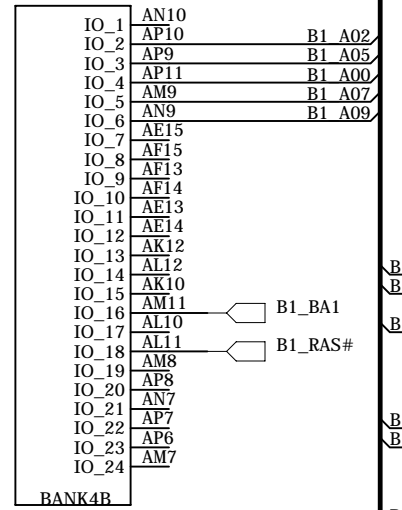 IO_1 AN10
IO_2 AP10 B1_A02
IO_3 AP9 B1_A05
IO_4 AP11 B1_A00
IO_5 AM9 B1_A07
IO_6 AN9 B1_A09
IO_7 AE15
IO_8 AF15
IO_9 AF13
IO_10 AF14
IO_11 AE13
IO_12 AE14
IO_13 AK12
IO_14 AL12 B
IO_15 AK10 B
IO_16 AM11 B1_BA1
IO_17 AL10 B
IO_18 AL11 B1_RAS#
IO_19 AM8
IO_20 AP8
IO_21 AN7
IO_22 AP7 B
IO_23 AP6 B
IO_24 AM7
BANK4B